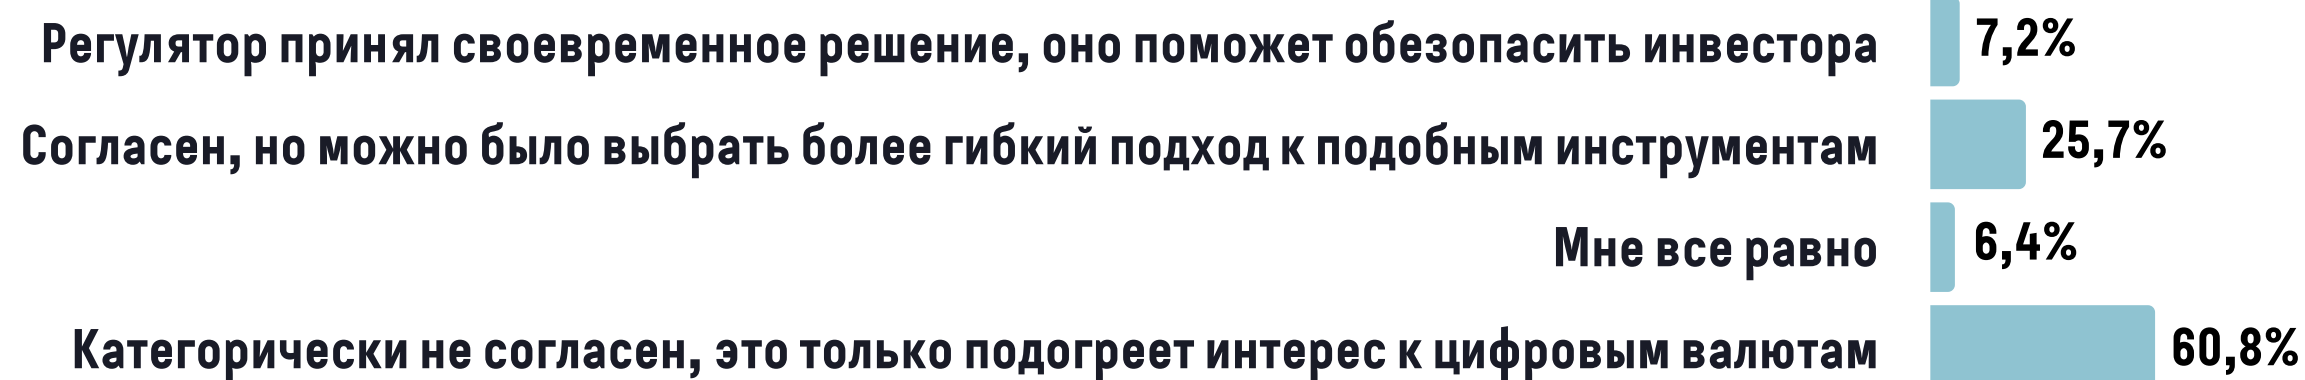 Регулятор принял своевременное решение, оно поможет обезопасить инвестора 7,2%
Согласен, но можно было выбрать более гибкий подход к подобным инструментам 25,7%
Мне все равно 6,4%
Категорически не согласен, это только подогреет интерес к цифровым валютам 60,8%